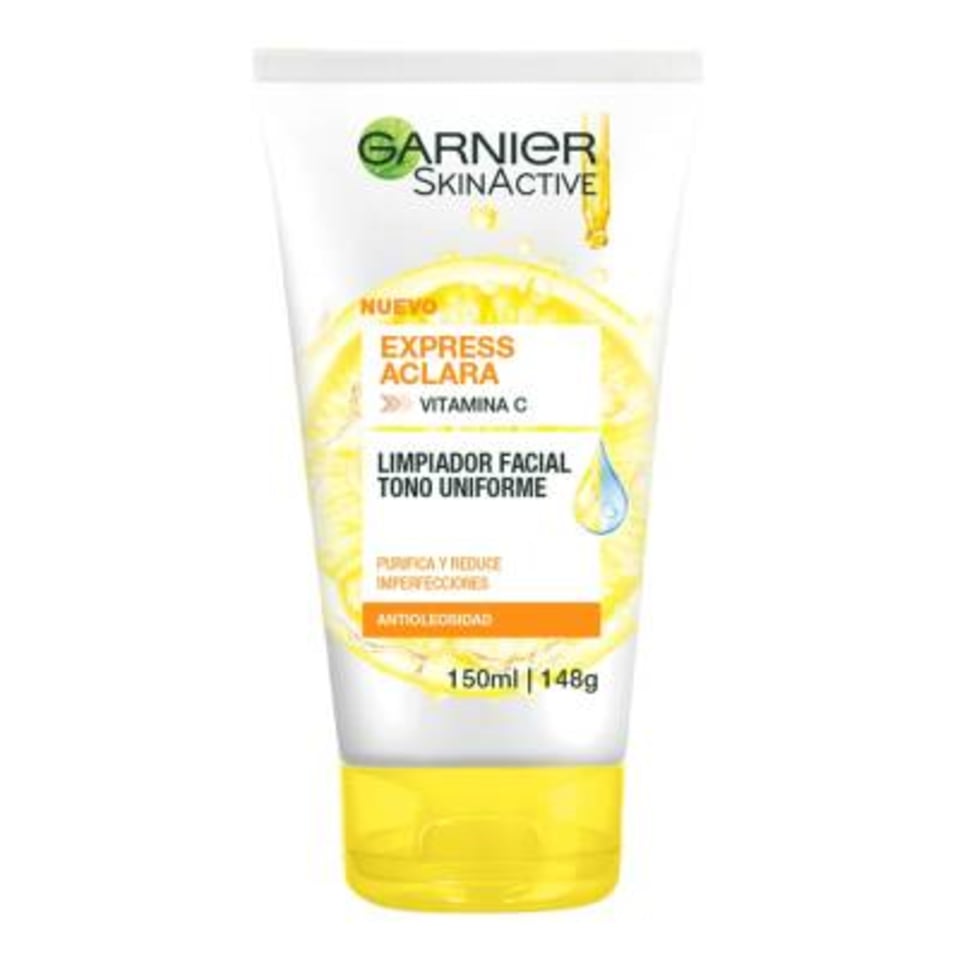 GARNIER
SKINACTIVE
NUEVO
EXPRESS
ACLARA
VITAMINA C
LIMPIADOR FACIAL
TONO UNIFORME
PURIFICA Y REDUCE
IMPERFECCIONES
ANTIOLEOSIDAD
150ml | 148g